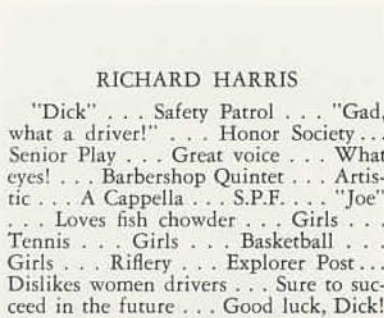 RICHARD HARRIS
"Dick" . . . Safety Patrol . . . "Gad,
what a driver!" . . . Honor Society . . .
Senior Play . . . Great voice . . . What
eyes! . . . Barbershop Quintet . . . Artis-
tic . . . A Cappella . . . S.P.F. . . . "Joe"
. . . Loves fish chowder . . . Girls . . .
Tennis . . . Girls . . . Basketball . . .
Girls . . . Riflery . . . Explorer Post . . .
Dislikes women drivers . . . Sure to suc-
ceed in the future . . . Good luck, Dick!